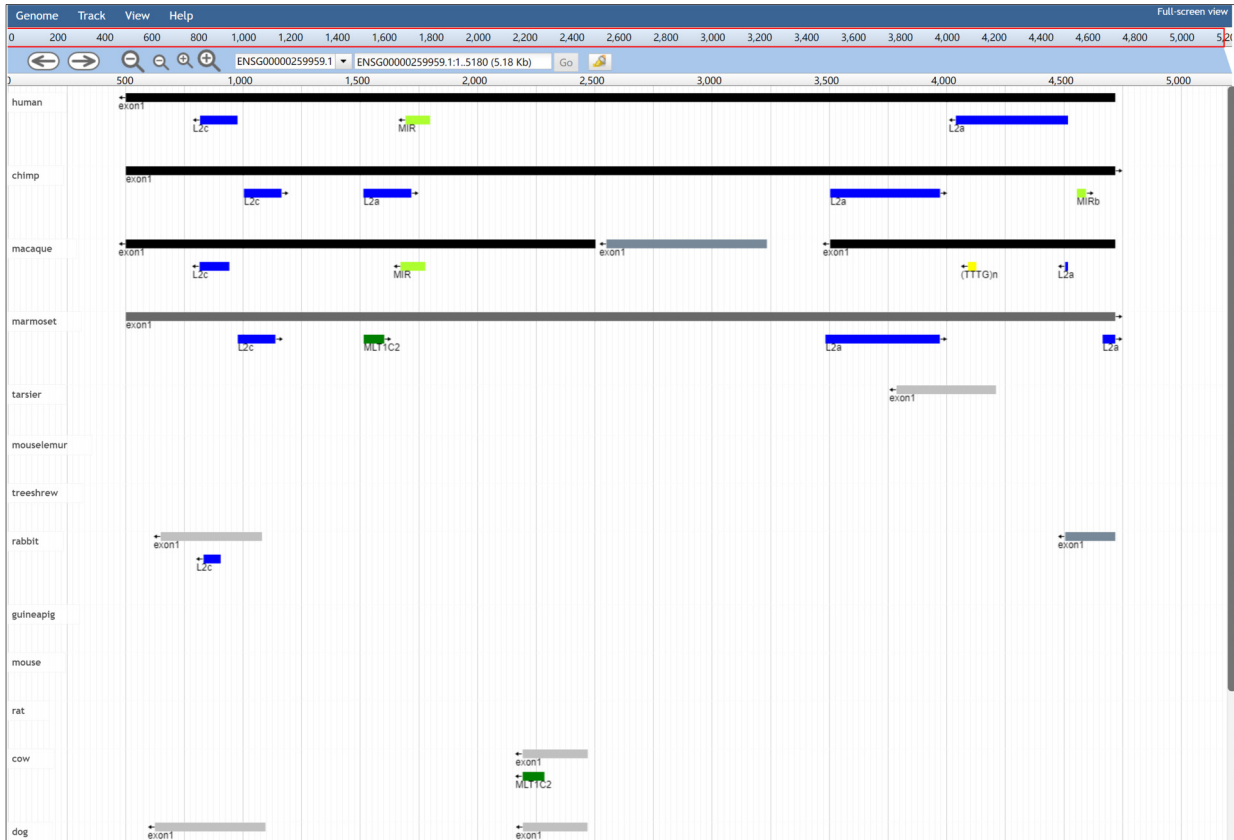 Genome Track View Help Full-screen view
0 200 400 600 800 1,000 1,200 1,400 1,600 1,800 2,000 2,200 2,400 2,600 2,800 3,000 3,200 3,400 3,600 3,800 4,000 4,200 4,400 4,600 4,800 5,000 5,20
ENSG00000259959.1 ENSG00000259959.1:1..5180 (5.18 Kb) Go
500 1,000 1,500 2,000 2,500 3,000 3,500 4,000 4,500 5,000
human
exon1
L2c MIR L2a
chimp
exon1
L2c L2a L2a MIRb
macaque
exon1 exon1 exon1
L2c MIR (TTTG)n L2a
marmoset
exon1
L2c MLT1C2 L2a L2a
tarsier
exon1
mouselemur
treeshrew
rabbit
exon1 exon1
L2c
guineapig
mouse
rat
cow
exon1
MLT1C2
dog
exon1 exon1